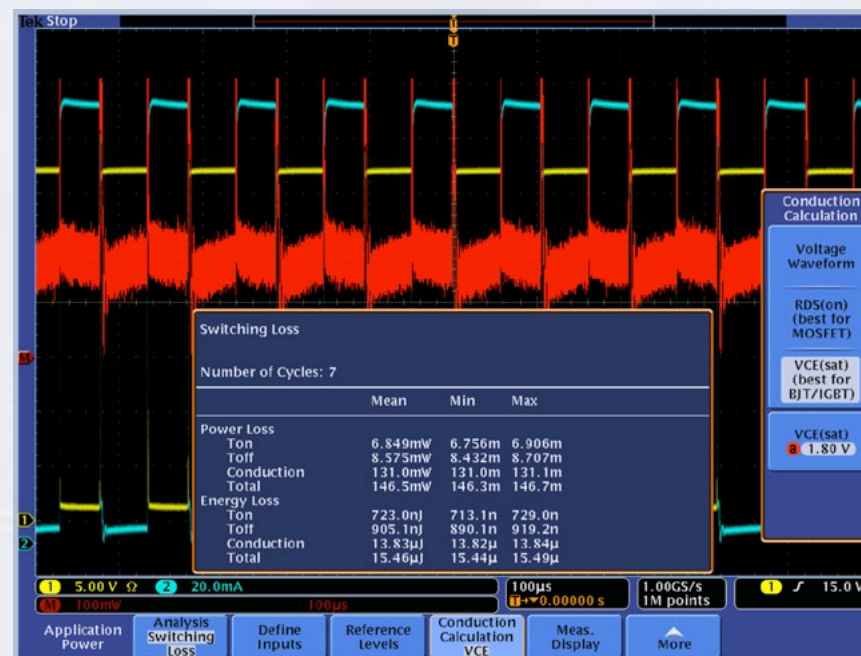 Tek Stop
T
T
Conduction
Calculation
Voltage
Waveform
RDS(on)
(best for
MOSFET)
VCE(sat)
(best for
BJT/IGBT)
VCE(sat)
a 1.80 V
Switching Loss
Number of Cycles: 7
Mean Min Max
Power Loss
Ton 6.849mW 6.756m 6.906m
Toff 8.575mW 8.432m 8.707m
Conduction 131.0mW 131.0m 131.1m
Total 146.5mW 146.3m 146.7m
Energy Loss
Ton 723.0nJ 713.1n 729.0n
Toff 905.1nJ 890.1n 919.2n
Conduction 13.83µJ 13.82µ 13.84µ
Total 15.46µJ 15.44µ 15.49µ
M
1
2
1 5.00 V Ω 2 20.0mA 100µs 1.00GS/s 1 15.0 V
M 100mW 100µs T→▼0.00000 s 1M points
Application
Power
Analysis
Switching
Loss
Define
Inputs
Reference
Levels
Conduction
Calculation
VCE
Meas.
Display
More